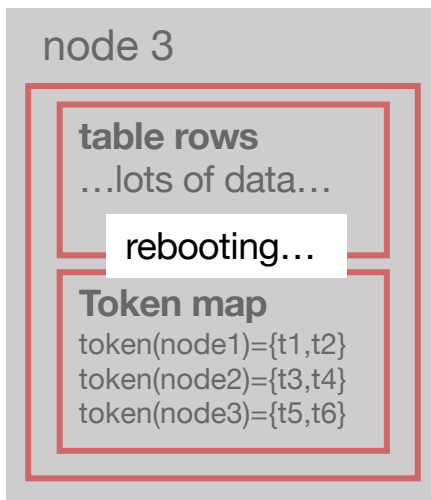 node 3
table rows
…lots of data…
rebooting…
Token map
token(node1)={t1,t2}
token(node2)={t3,t4}
token(node3)={t5,t6}